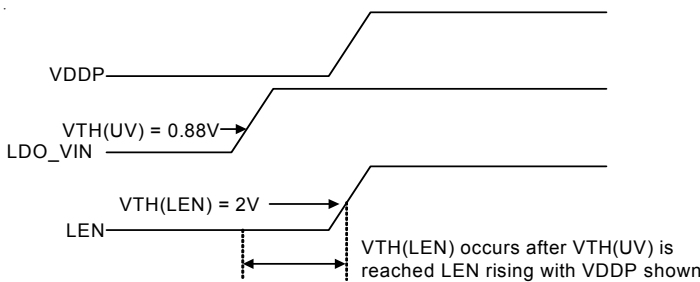 VDDP
VTH(UV) = 0.88V
LDO_VIN
VTH(LEN) = 2V
LEN
VTH(LEN) occurs after VTH(UV) is
reached LEN rising with VDDP shown